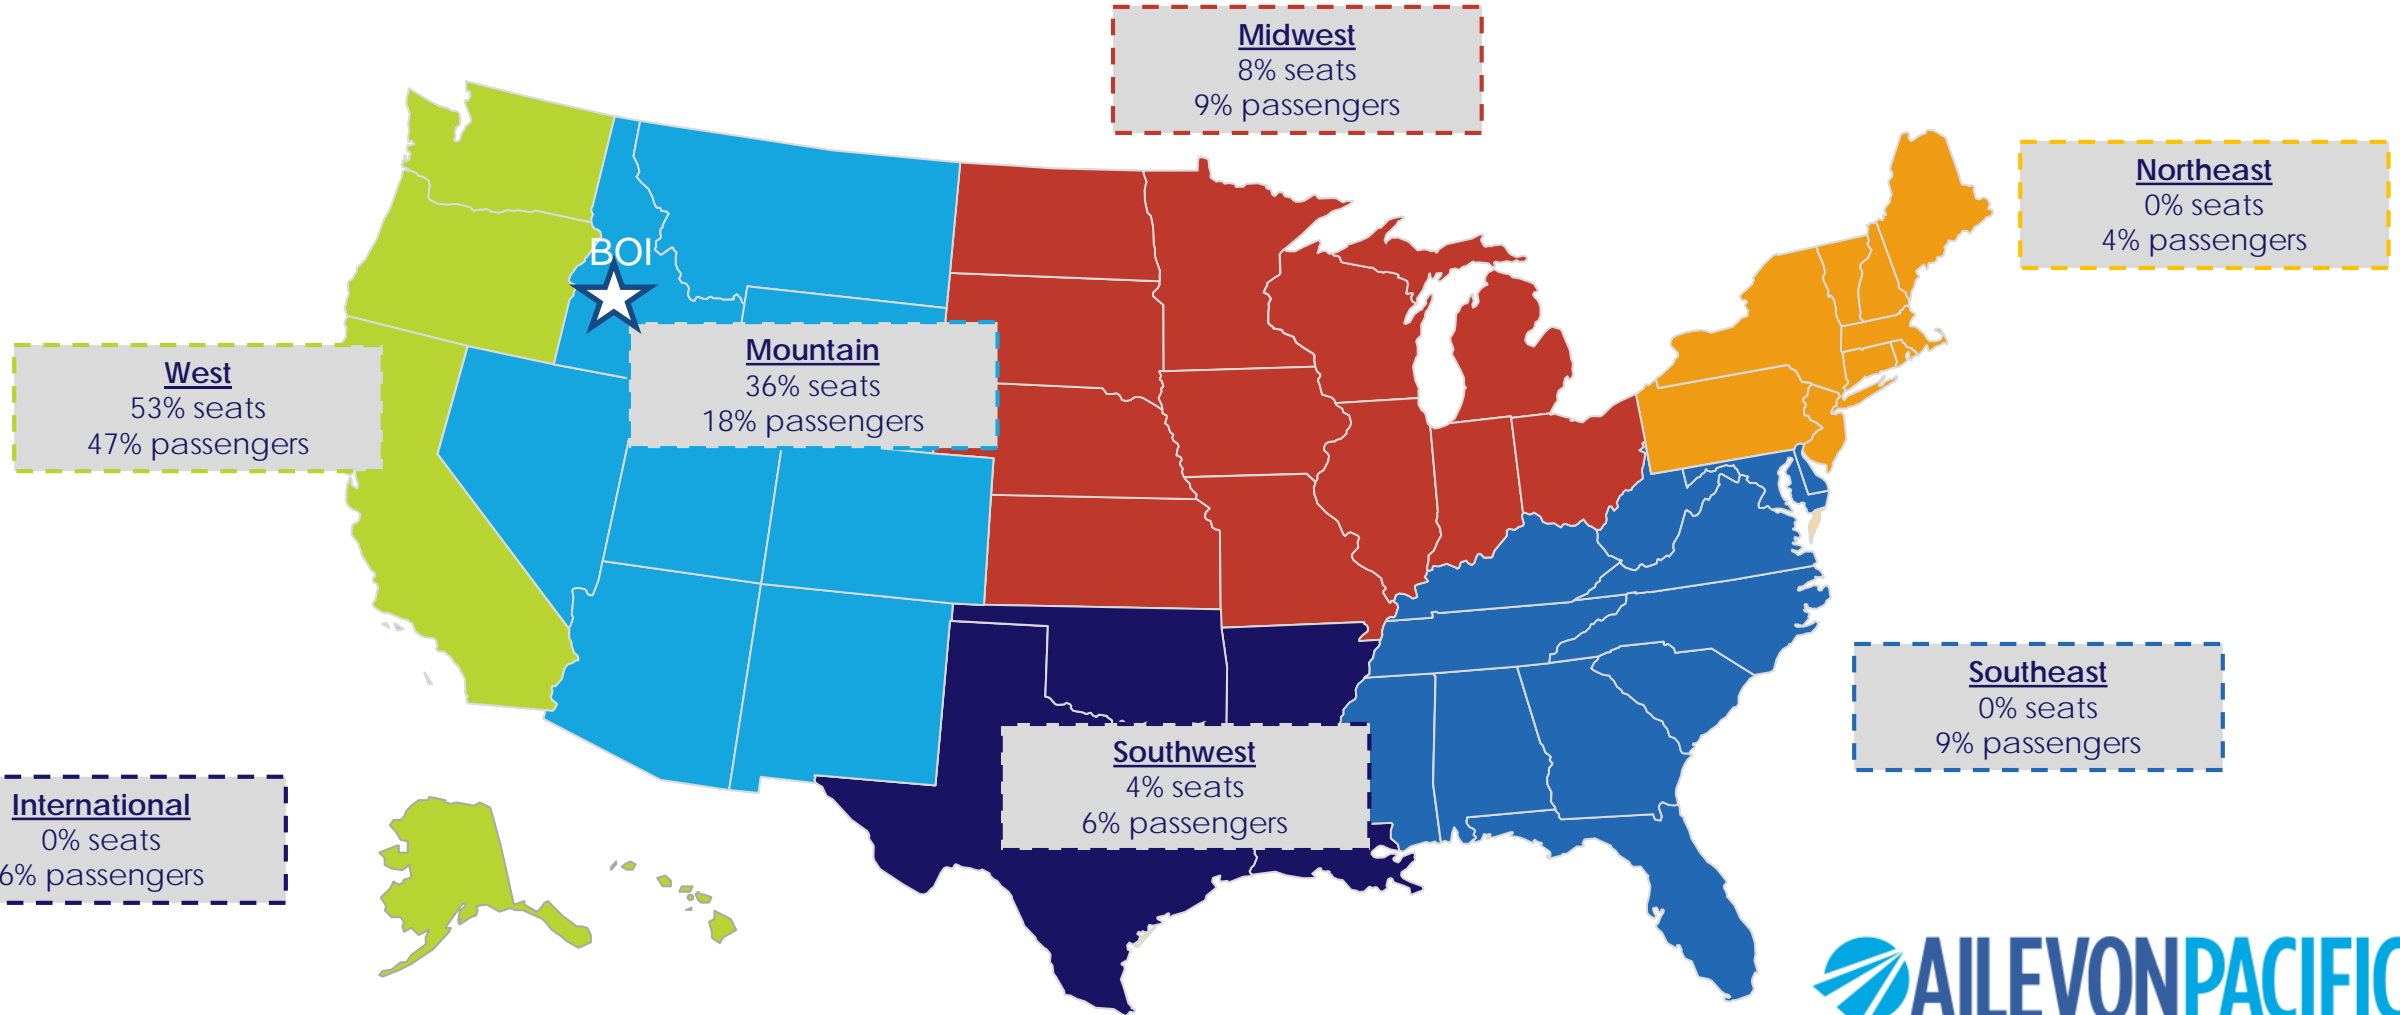 Midwest
8% seats
9% passengers
Northeast
0% seats
4% passengers
BOI
West
53% seats
47% passengers
Mountain
36% seats
18% passengers
Southeast
0% seats
9% passengers
Southwest
4% seats
6% passengers
International
0% seats
6% passengers
AILEVONPACIFIC